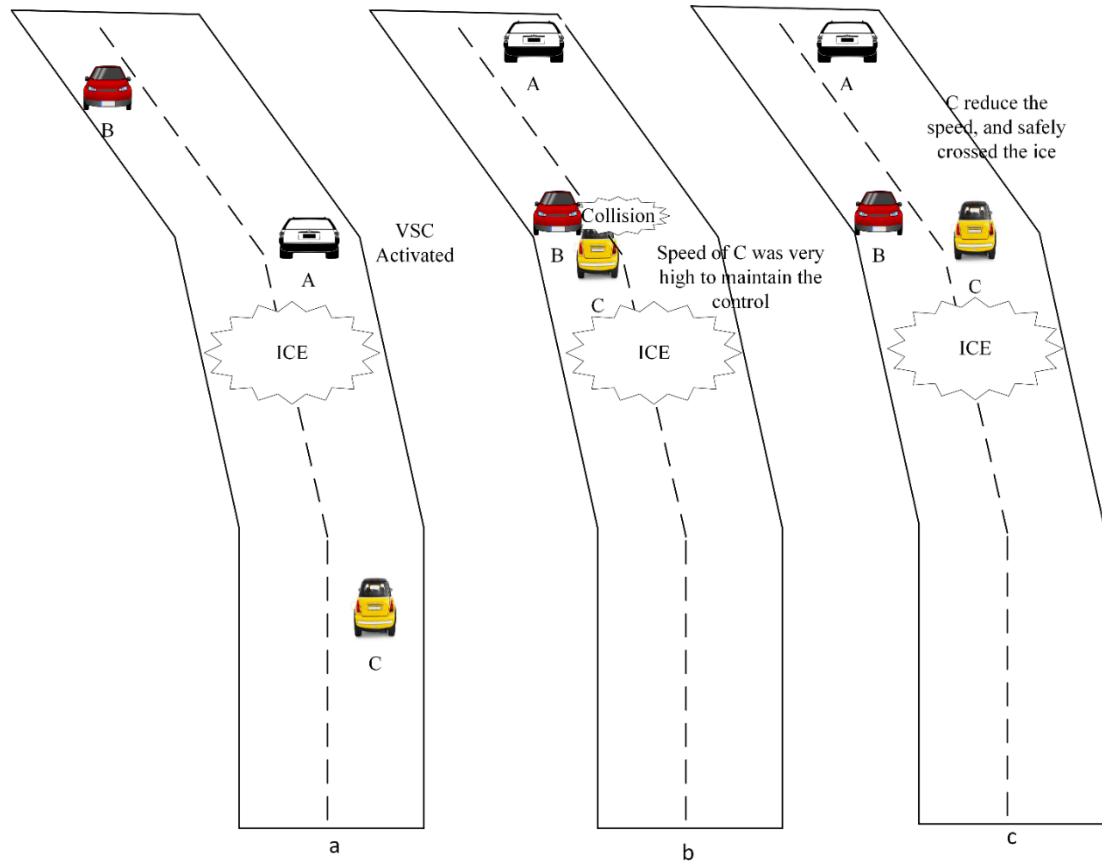 B
A
VSC
Activated
ICE
C
a
A
Collision
B
Speed of C was very
high to maintain the
control
C
ICE
b
A
C reduce the
speed, and safely
crossed the ice
B
C
ICE
c